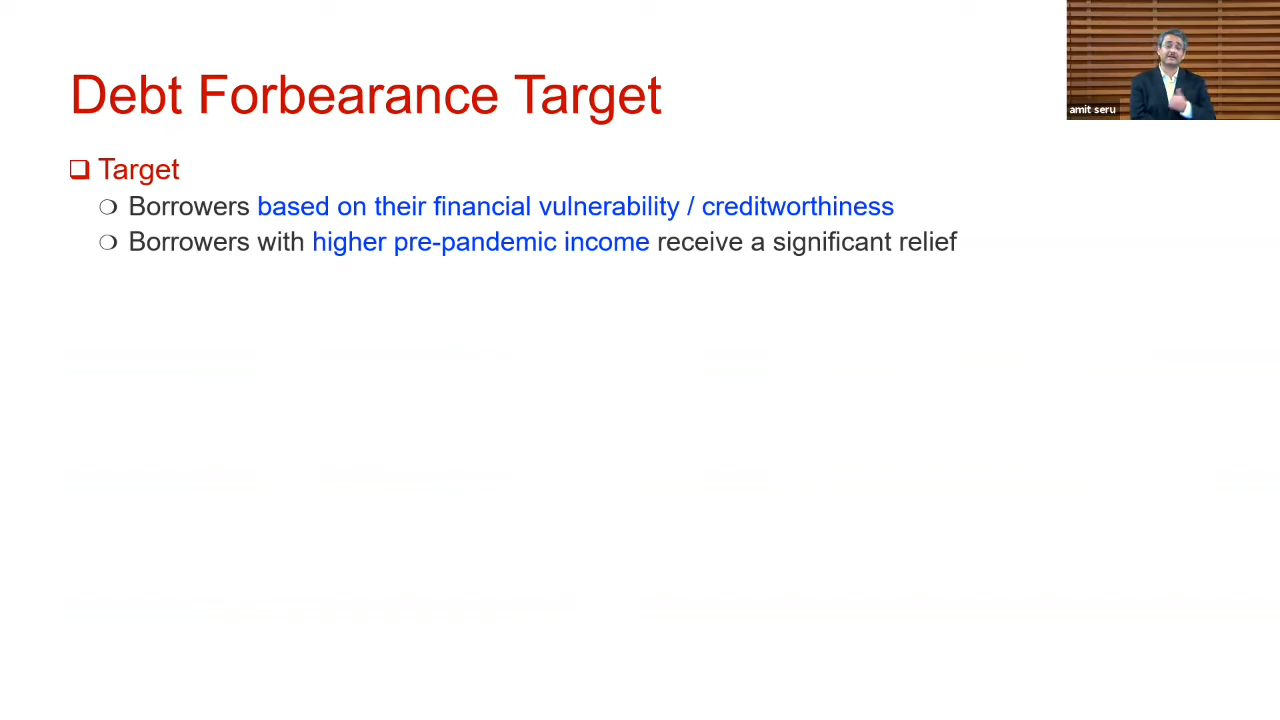 Debt Forbearance Target
amit seru
Target
Borrowers based on their financial vulnerability / creditworthiness
Borrowers with higher pre-pandemic income receive a significant relief